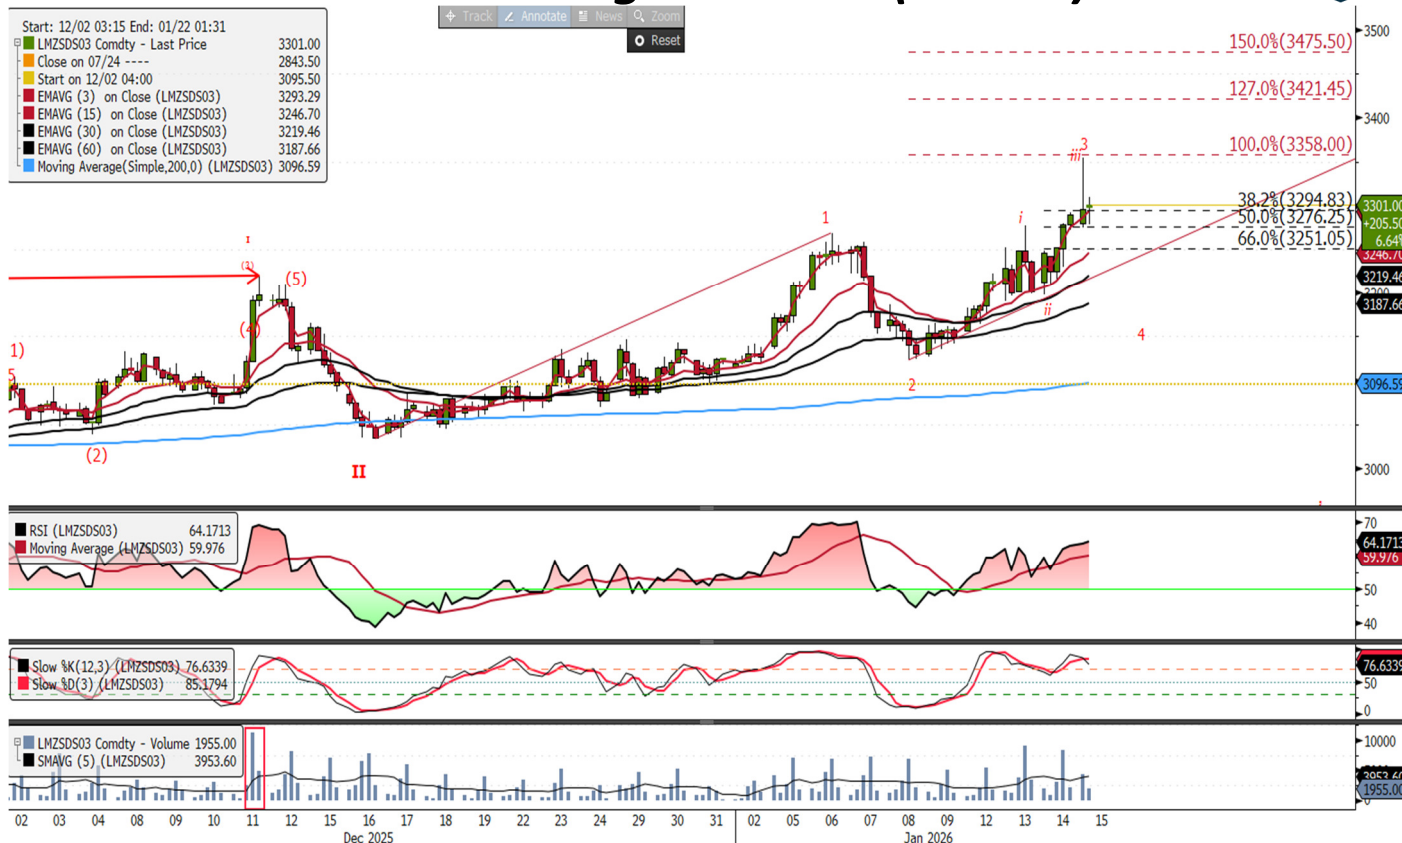 Track Annotate News Zoom
Reset
Start: 12/02 03:15 End: 01/22 01:31
LMZSDS03 Comdty - Last Price 3301.00
Close on 07/24 ---- 2843.50
Start on 12/02 04:00 3095.50
EMAVG (3) on Close (LMZSDS03) 3293.29
EMAVG (15) on Close (LMZSDS03) 3246.70
EMAVG (30) on Close (LMZSDS03) 3219.46
EMAVG (60) on Close (LMZSDS03) 3187.66
Moving Average(Simple,200,0) (LMZSDS03) 3096.59
3500
150.0%(3475.50)
127.0%(3421.45)
3400
100.0%(3358.00)
3
iii
38.2%(3294.83)
50.0%(3276.25)
66.0%(3251.05)
3301.00
+205.50
6.64%
3246.70
3219.46
3200
3187.66
3096.59
3000
I
(3)
(5)
(4)
1)
5
(2)
II
1
2
i
ii
4
RSI (LMZSDS03) 64.1713
Moving Average (LMZSDS03) 59.976
70
64.1713
59.976
50
40
Slow %K(12,3) (LMZSDS03) 76.6339
Slow %D(3) (LMZSDS03) 85.1794
76.6339
50
0
LMZSDS03 Comdty - Volume 1955.00
SMAVG (5) (LMZSDS03) 3953.60
10000
3953.60
1955.00
0
02 03 04 08 09 10 11 12 15 16 17 18 19 22 23 24 29 30 31 02 05 06 07 08 09 12 13 14 15
Dec 2025 Jan 2026